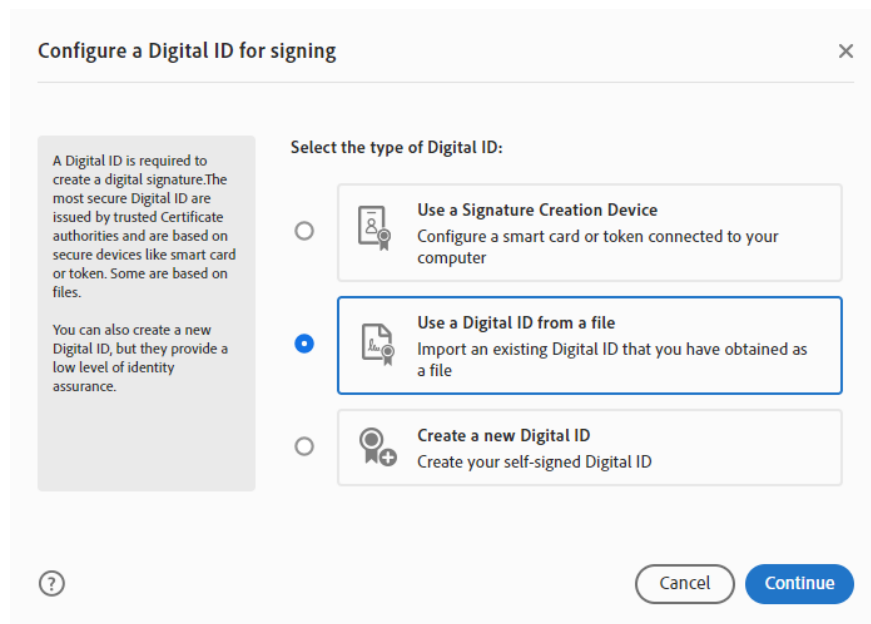 Configure a Digital ID for signing
A Digital ID is required to
create a digital signature.The
most secure Digital ID are
issued by trusted Certificate
authorities and are based on
secure devices like smart card
or token. Some are based on
files.
You can also create a new
Digital ID, but they provide a
low level of identity
assurance.
Select the type of Digital ID:
Use a Signature Creation Device
Configure a smart card or token connected to your
computer
Use a Digital ID from a file
Import an existing Digital ID that you have obtained as
a file
Create a new Digital ID
Create your self-signed Digital ID
?
Cancel
Continue